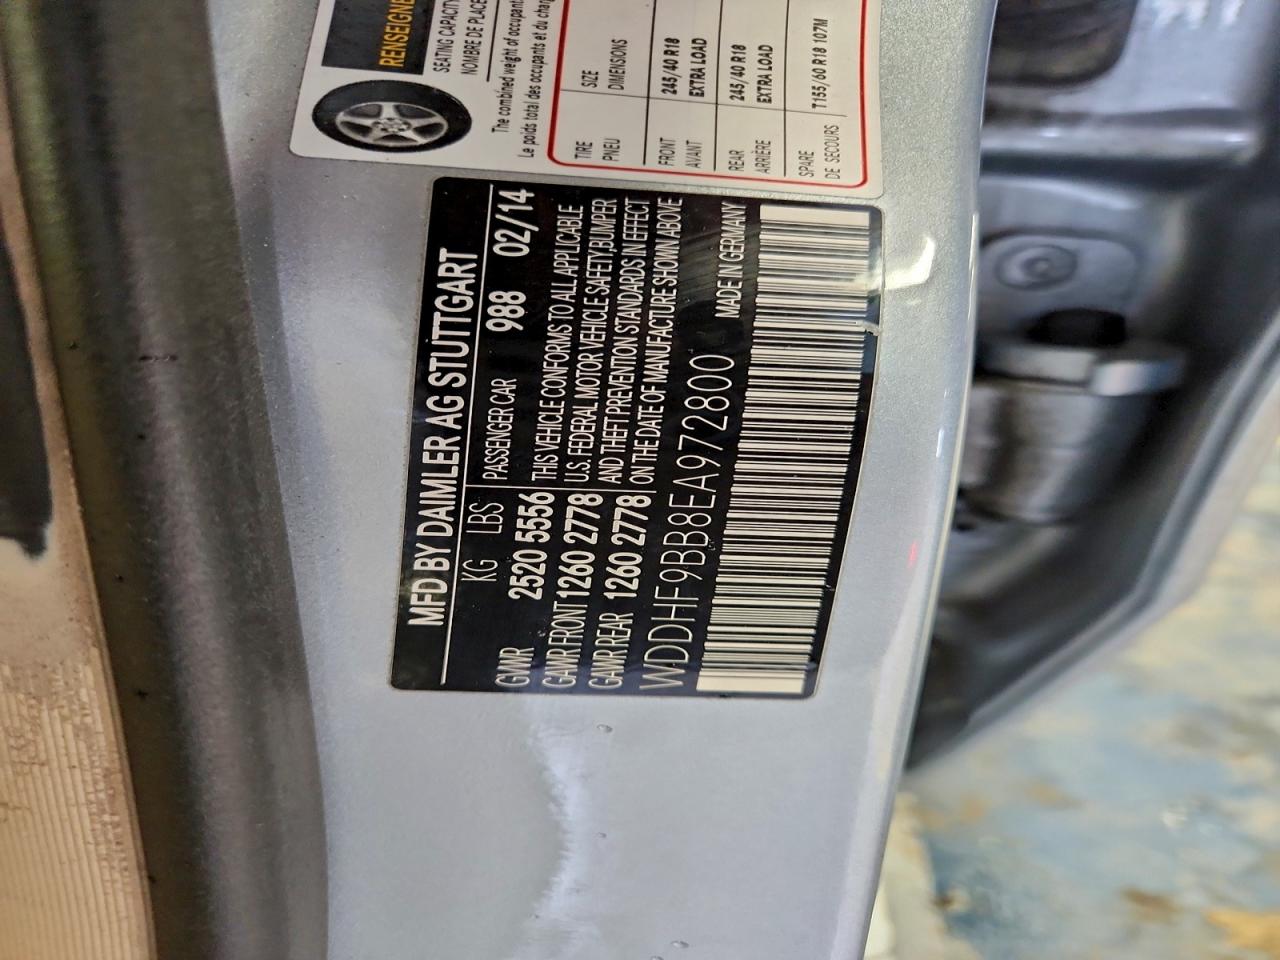 RENSEIGNE
SEATING CAPACITY
NOMBRE DE PLACE
The combined weight of occupant
Le poids total des occupants et du charg
TIRE SIZE
PNEU DIMENSIONS
FRONT 245/40 R18
AVANT EXTRA LOAD
REAR 245/40 R18
ARRIÈRE EXTRA LOAD
SPARE T155/60 R18 107M
DE SECOURS
MFD BY DAIMLER AG STUTTGART
KG LBS PASSENGER CAR 988 02/14
GWR 2520 5556 THIS VEHICLE CONFORMS TO ALL APPLICABLE
GAWR FRONT 1260 2778 U.S. FEDERAL MOTOR VEHICLE SAFETY,BUMPER
GAWR REAR 1260 2778 AND THEFT PREVENTION STANDARDS IN EFFECT
ON THE DATE OF MANUFACTURE SHOWN ABOVE
WDDHF9BB8EA972800 MADE IN GERMANY